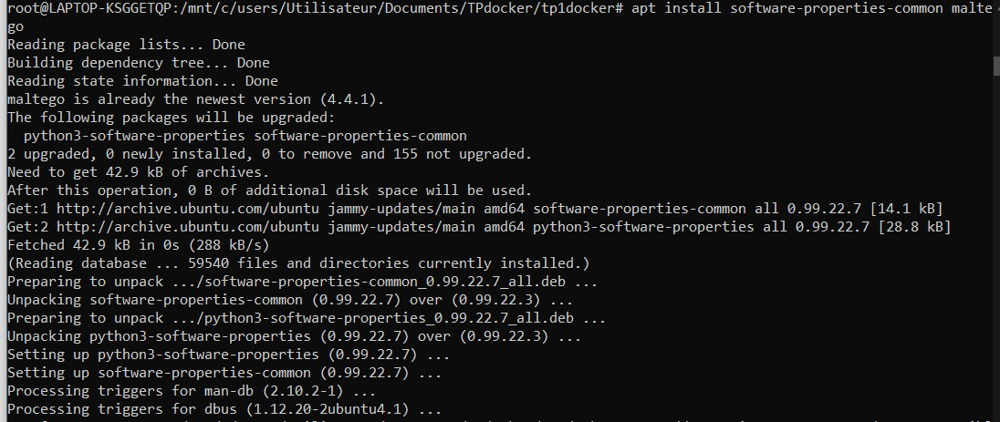 root@LAPTOP-KSGGETQP:/mnt/c/users/Utilisateur/Documents/TPdocker/tp1docker# apt install software-properties-common malte
go
Reading package lists... Done
Building dependency tree... Done
Reading state information... Done
maltego is already the newest version (4.4.1).
The following packages will be upgraded:
  python3-software-properties software-properties-common
2 upgraded, 0 newly installed, 0 to remove and 155 not upgraded.
Need to get 42.9 kB of archives.
After this operation, 0 B of additional disk space will be used.
Get:1 http://archive.ubuntu.com/ubuntu jammy-updates/main amd64 software-properties-common all 0.99.22.7 [14.1 kB]
Get:2 http://archive.ubuntu.com/ubuntu jammy-updates/main amd64 python3-software-properties all 0.99.22.7 [28.8 kB]
Fetched 42.9 kB in 0s (288 kB/s)
(Reading database ... 59540 files and directories currently installed.)
Preparing to unpack .../software-properties-common_0.99.22.7_all.deb ...
Unpacking software-properties-common (0.99.22.7) over (0.99.22.3) ...
Preparing to unpack .../python3-software-properties_0.99.22.7_all.deb ...
Unpacking python3-software-properties (0.99.22.7) over (0.99.22.3) ...
Setting up python3-software-properties (0.99.22.7) ...
Setting up software-properties-common (0.99.22.7) ...
Processing triggers for man-db (2.10.2-1) ...
Processing triggers for dbus (1.12.20-2ubuntu4.1) ...